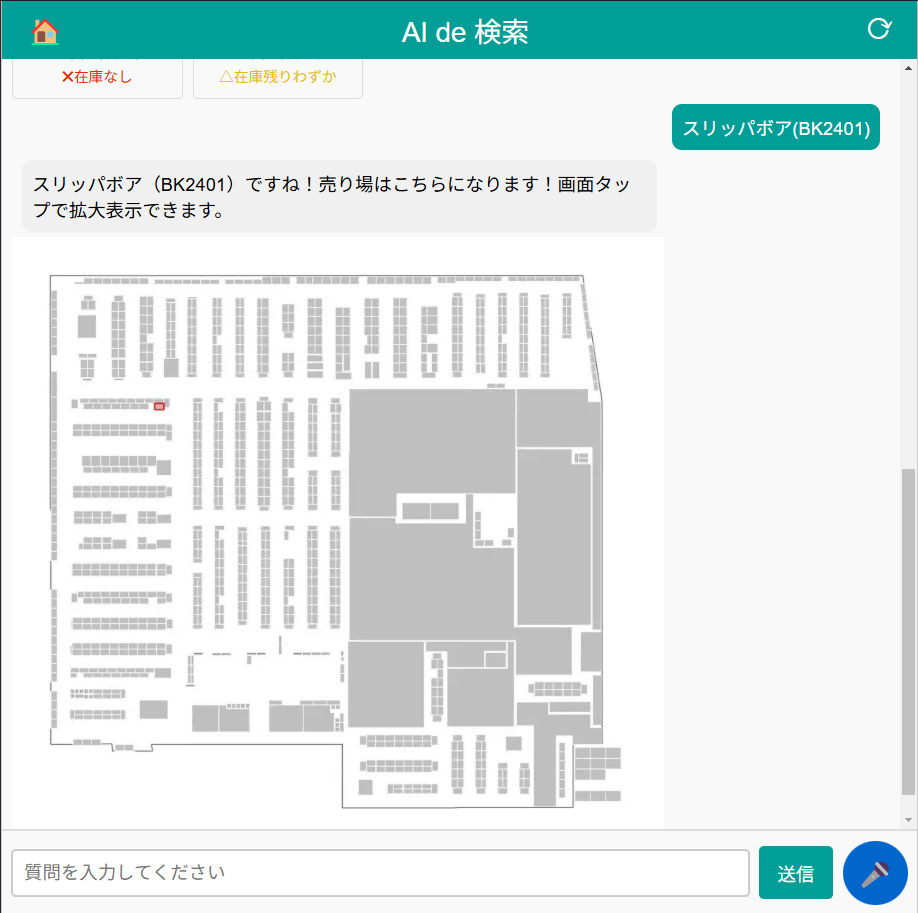 AI de 検索
×在庫なし
△在庫残りわずか
スリッパボア(BK2401)
スリッパボア（BK2401）ですね！売り場はこちらになります！画面タッ
プで拡大表示できます。
質問を入力してください
送信